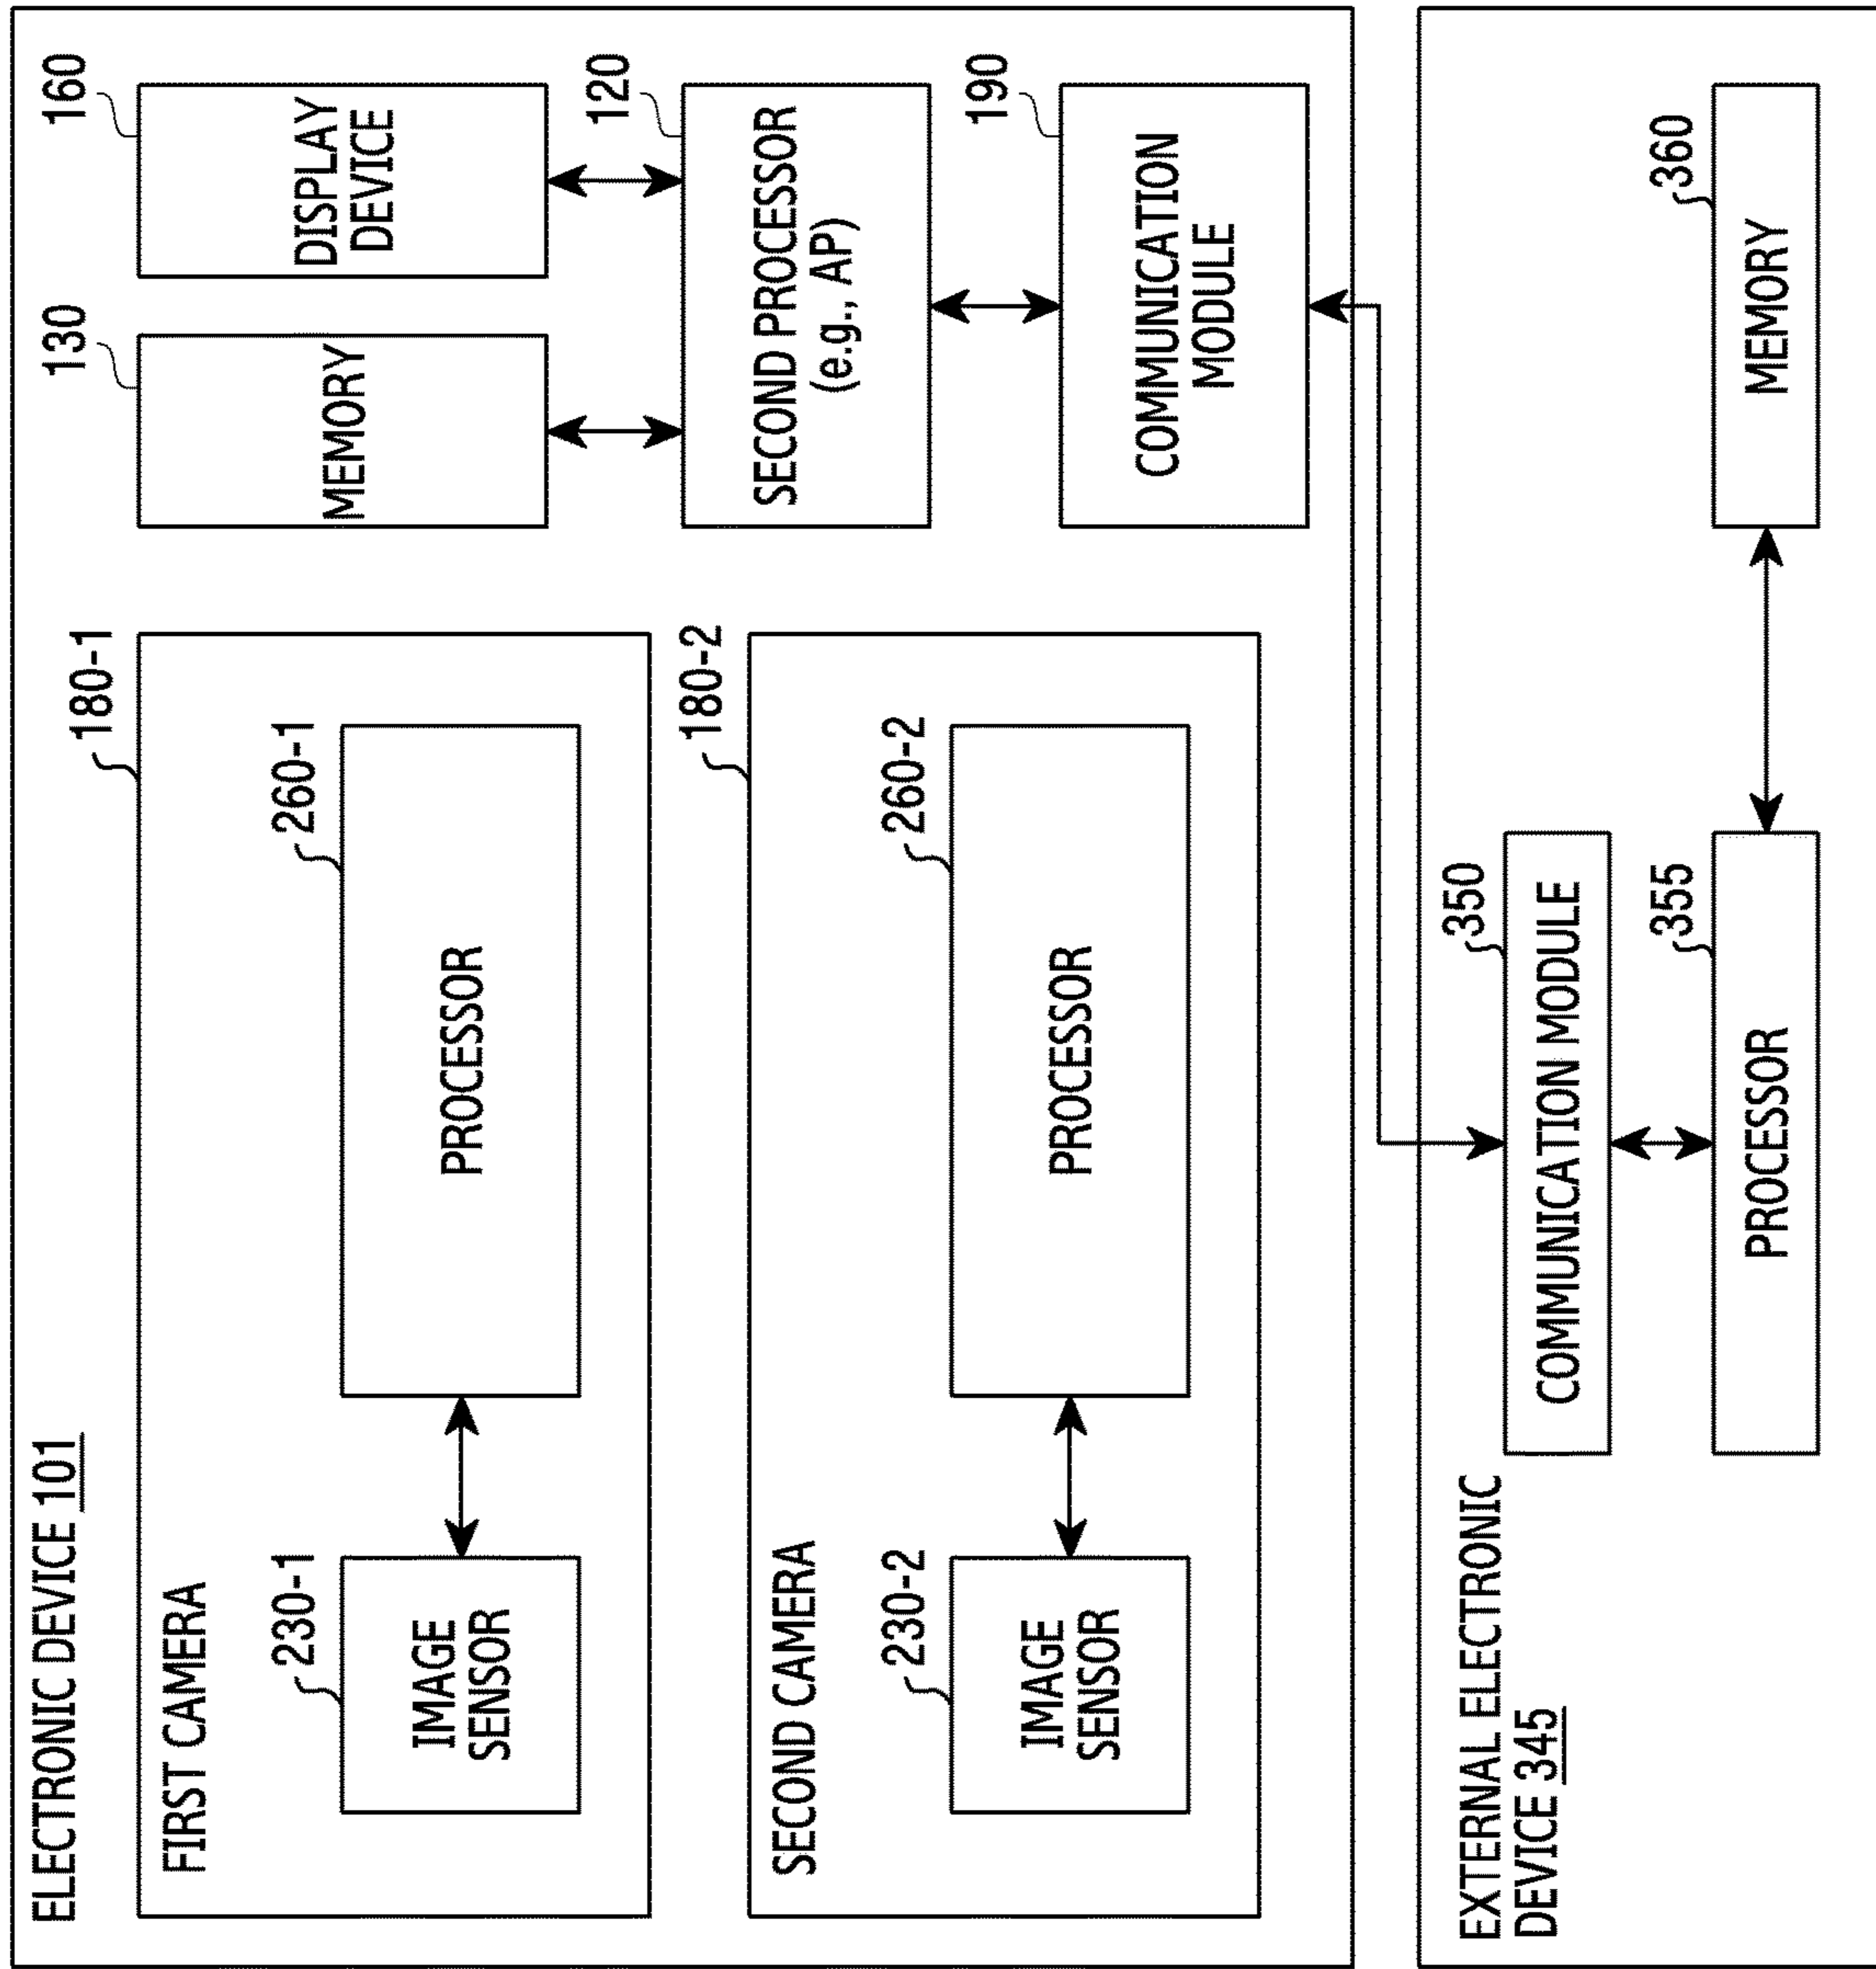 ELECTRONIC DEVICE 101
FIRST CAMERA
180-1
230-1
IMAGE
SENSOR
260-1
PROCESSOR
SECOND CAMERA
180-2
230-2
IMAGE
SENSOR
260-2
PROCESSOR
130
MEMORY
160
DISPLAY
DEVICE
120
SECOND PROCESSOR
(e.g., AP)
190
COMMUNICATION
MODULE
EXTERNAL ELECTRONIC
DEVICE 345
350
COMMUNICATION MODULE
355
PROCESSOR
360
MEMORY